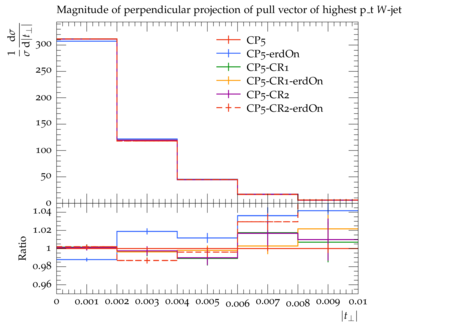 Magnitude of perpendicular projection of pull vector of highest p_t W-jet
1/σ dσ/d|t⊥|
300
250
200
150
100
50
0
CP5
CP5-erdOn
CP5-CR1
CP5-CR1-erdOn
CP5-CR2
CP5-CR2-erdOn
Ratio
1.04
1.02
1
0.98
0.96
0 0.001 0.002 0.003 0.004 0.005 0.006 0.007 0.008 0.009 0.01
|t⊥|